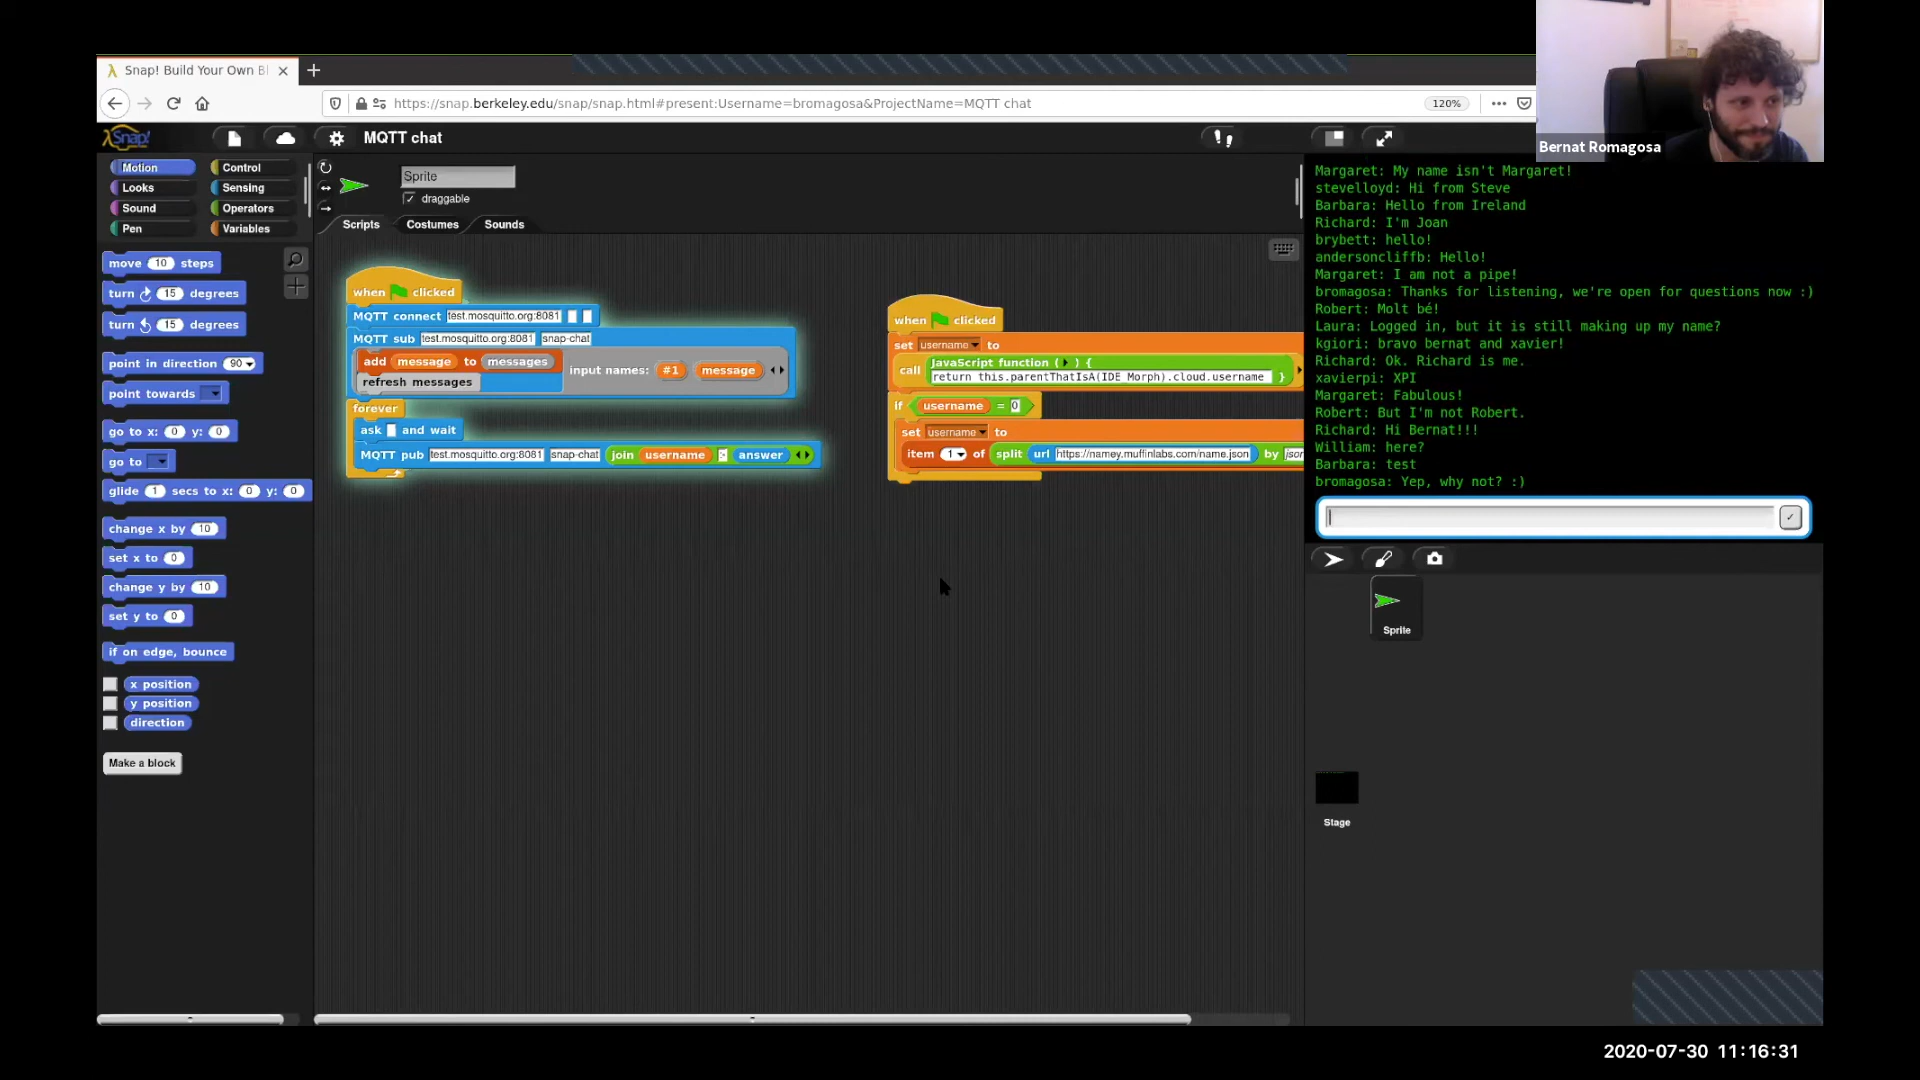 Snap! Build Your Own Bl
https://snap.berkeley.edu/snap/snap.html#present:Username=bromagosa&ProjectName=MQTT chat
120%
Bernat Romagosa
Snap!
MQTT chat
Motion
Control
Looks
Sensing
Sound
Operators
Pen
Variables
Sprite
draggable
Scripts
Costumes
Sounds
move 10 steps
turn 15 degrees
turn 15 degrees
point in direction 90
point towards
go to x: 0 y: 0
go to
glide 1 secs to x: 0 y: 0
change x by 10
set x to 0
change y by 10
set y to 0
if on edge, bounce
x position
y position
direction
Make a block
when clicked
MQTT connect test.mosquitto.org:8081
MQTT sub test.mosquitto.org:8081 snap-chat
add message to messages
refresh messages
input names: #1 message
forever
ask and wait
MQTT pub test.mosquitto.org:8081 snap-chat join username : answer
when clicked
set username to
call JavaScript function ( ) {
return this.parentThatIsA(IDE_Morph).cloud.username }
if username = 0
set username to
item 1 of split url https://namey.muffinlabs.com/name.json by json
Margaret: My name isn't Margaret!
stevelloyd: Hi from Steve
Barbara: Hello from Ireland
Richard: I'm Joan
brybett: hello!
andersoncliffb: Hello!
Margaret: I am not a pipe!
bromagosa: Thanks for listening, we're open for questions now :)
Robert: Molt bé!
Laura: Logged in, but it is still making up my name?
kgiori: bravo bernat and xavier!
Richard: Ok. Richard is me.
xavierpi: XPI
Margaret: Fabulous!
Robert: But I'm not Robert.
Richard: Hi Bernat!!!
William: here?
Barbara: test
bromagosa: Yep, why not? :)
Sprite
Stage
2020-07-30 11:16:31